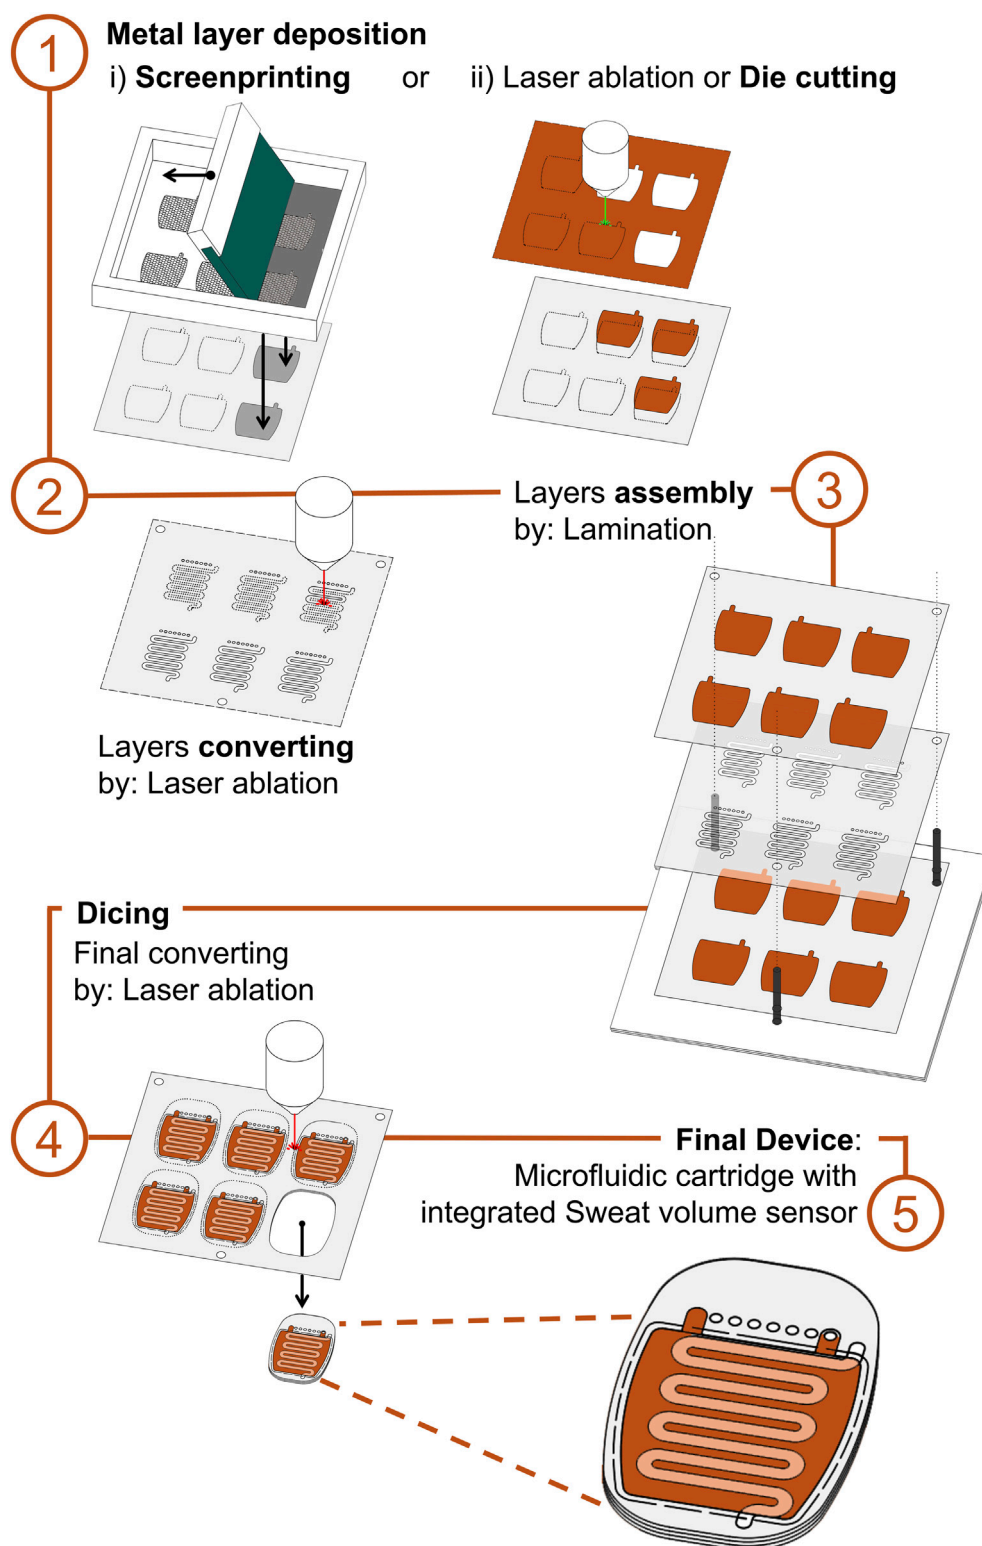 1
Metal layer deposition
i) Screenprinting or ii) Laser ablation or Die cutting
2
Layers converting
by: Laser ablation
3
Layers assembly
by: Lamination
4
Dicing
Final converting
by: Laser ablation
5
Final Device:
Microfluidic cartridge with
integrated Sweat volume sensor